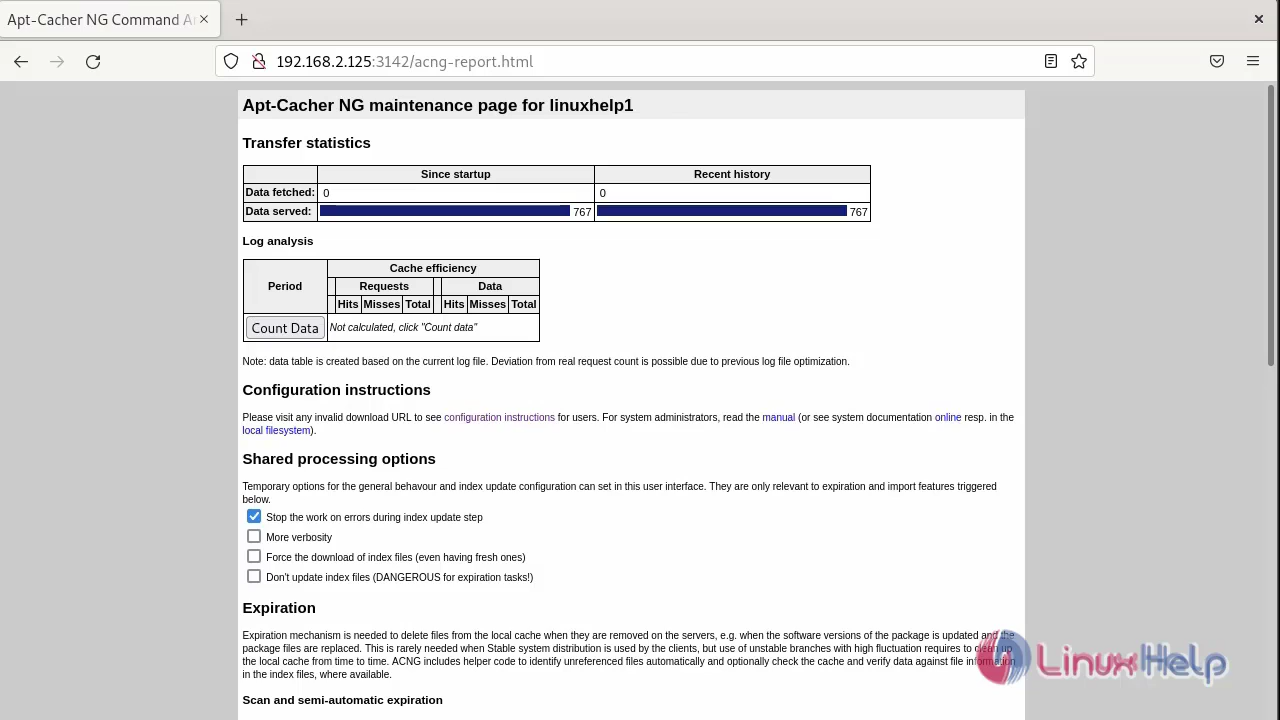 Apt-Cacher NG Command A
192.168.2.125:3142/acng-report.html
Apt-Cacher NG maintenance page for linuxhelp1
Transfer statistics
Since startup Recent history
Data fetched: 0 0
Data served: 767 767
Log analysis
Period Cache efficiency
Requests Data
Hits Misses Total Hits Misses Total
Count Data Not calculated, click "Count data"
Note: data table is created based on the current log file. Deviation from real request count is possible due to previous log file optimization.
Configuration instructions
Please visit any invalid download URL to see configuration instructions for users. For system administrators, read the manual (or see system documentation online resp. in the
local filesystem).
Shared processing options
Temporary options for the general behavour and index update configuration can set in this user interface. They are only relevant to expiration and import features triggered
below.
Stop the work on errors during index update step
More verbosity
Force the download of index files (even having fresh ones)
Don't update index files (DANGEROUS for expiration tasks!)
Expiration
Expiration mechanism is needed to delete files from the local cache when they are removed on the servers, e.g. when the software versions of the package is updated and the
package files are replaced. This is rarely needed when Stable system distribution is used by the clients, but use of unstable branches with high fluctuation requires to clean up
the local cache from time to time. ACNG includes helper code to identify unreferenced files automatically and optionally check the cache and verify data against file information
in the index files, where available.
LinuxHelp
Scan and semi-automatic expiration